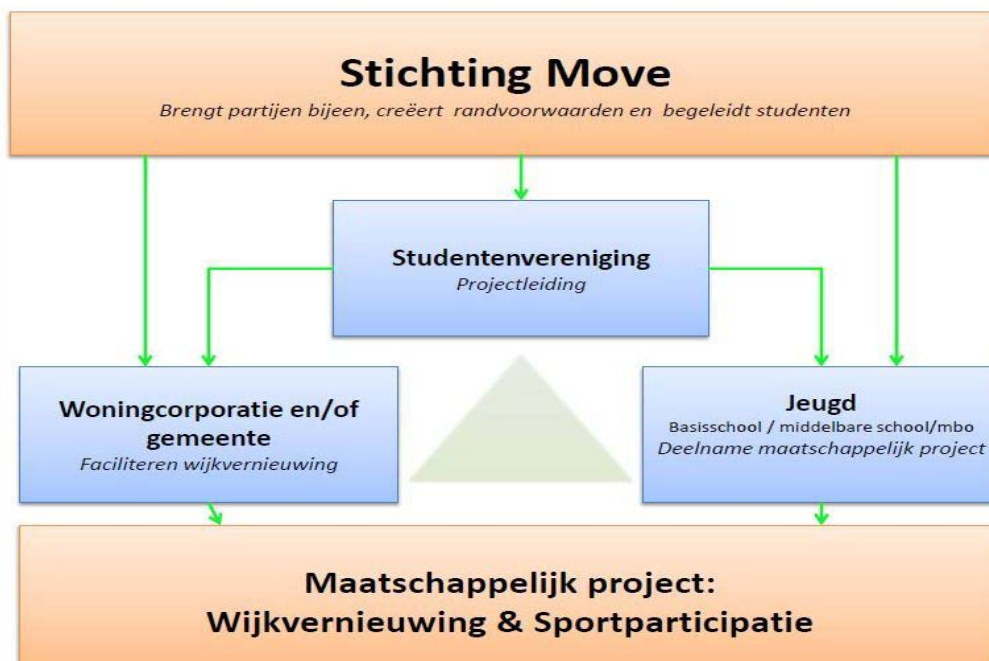 Stichting Move
Brengt partijen bijeen, creëert randvoorwaarden en begeleidt studenten
Studentenvereniging
Projectleiding
Woningcorporatie en/of
gemeente
Faciliteren wijkvernieuwing
Jeugd
Basisschool / middelbare school/mbo
Deelname maatschappelijk project
Maatschappelijk project:
Wijkvernieuwing & Sportparticipatie